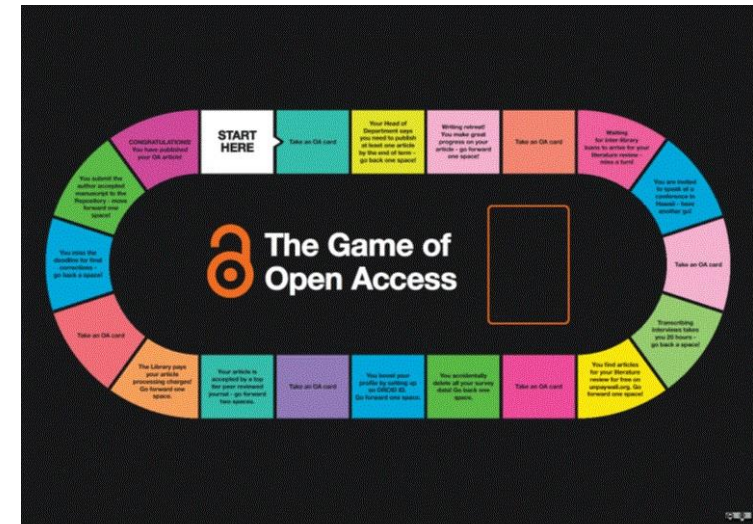 START
HERE
Take an OA card
Your Head of
Department says
you need to publish
at least one article
by the end of term -
go back one space!
Writing retreat!
You make great
progress on your
article - go forward
one space!
Take an OA card
Waiting
for inter-library
loans to arrive for your
literature review -
miss a turn!
You are invited
to speak at a
conference in
Hawaii - have
another go!
Take an OA card
Transcribing
interviews takes
you 20 hours -
go back a space!
You find articles
for your literature
review for free on
unpaywall.org. Go
forward one space!
Take an OA card
You accidentally
delete all your survey
data! Go back one
space.
You boost your
profile by setting up
an ORCID iD.
Go forward one space.
Take an OA card
Your article is
accepted by a top
tier peer reviewed
journal - go forward
two spaces.
The Library pays
your article
processing charges!
Go forward one
space.
Take an OA card
You miss the
deadline for final
corrections -
go back a space!
You submit the
author accepted
manuscript to the
Repository - move
forward one
space!
CONGRATULATIONS!
You have published
your OA article!
The Game of
Open Access